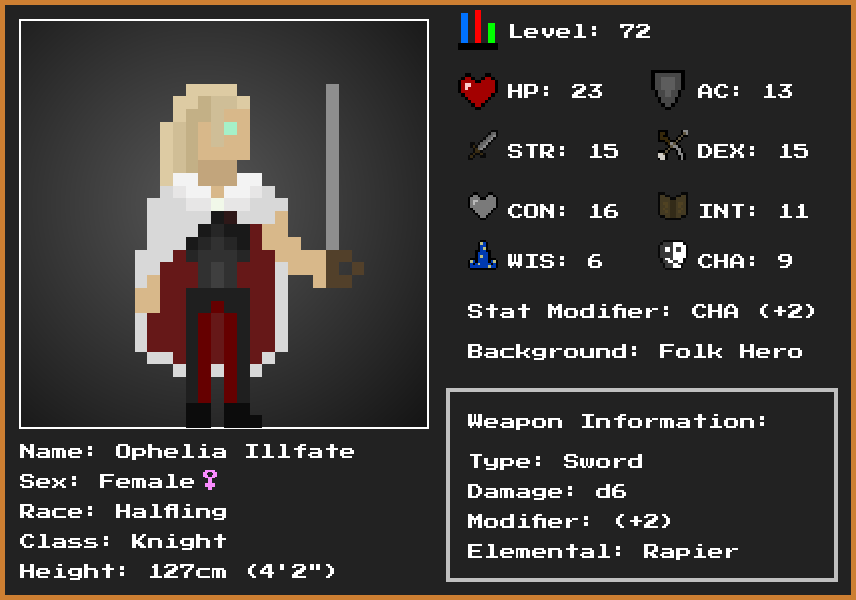 Level: 72
HP: 23 AC: 13
STR: 15 DEX: 15
CON: 16 INT: 11
WIS: 6 CHA: 9
Stat Modifier: CHA (+2)
Background: Folk Hero
Weapon Information:
Type: Sword
Damage: d6
Modifier: (+2)
Elemental: Rapier
Name: Ophelia Illfate
Sex: Female♀
Race: Halfling
Class: Knight
Height: 127cm (4'2")